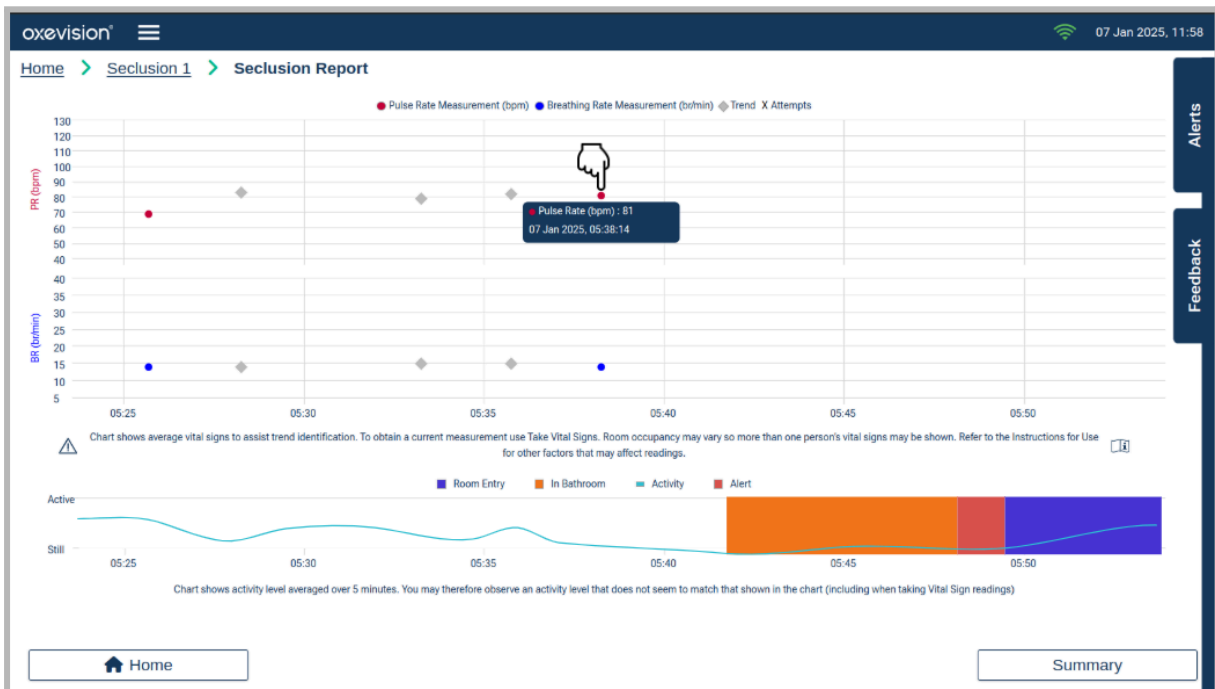 oxevision®
07 Jan 2025, 11:58
Home > Seclusion 1 > Seclusion Report
Alerts
Feedback
Pulse Rate Measurement (bpm) Breathing Rate Measurement (br/min) Trend X Attempts
PR (bpm)
130
120
110
100
90
80
70
60
50
40
Pulse Rate (bpm) : 81
07 Jan 2025, 05:38:14
BR (br/min)
40
35
30
25
20
15
10
5
05:25 05:30 05:35 05:40 05:45 05:50
Chart shows average vital signs to assist trend identification. To obtain a current measurement use Take Vital Signs. Room occupancy may vary so more than one person's vital signs may be shown. Refer to the Instructions for Use
for other factors that may affect readings.
Room Entry In Bathroom Activity Alert
Active
Still
05:25 05:30 05:35 05:40 05:45 05:50
Chart shows activity level averaged over 5 minutes. You may therefore observe an activity level that does not seem to match that shown in the chart (including when taking Vital Sign readings)
Home
Summary